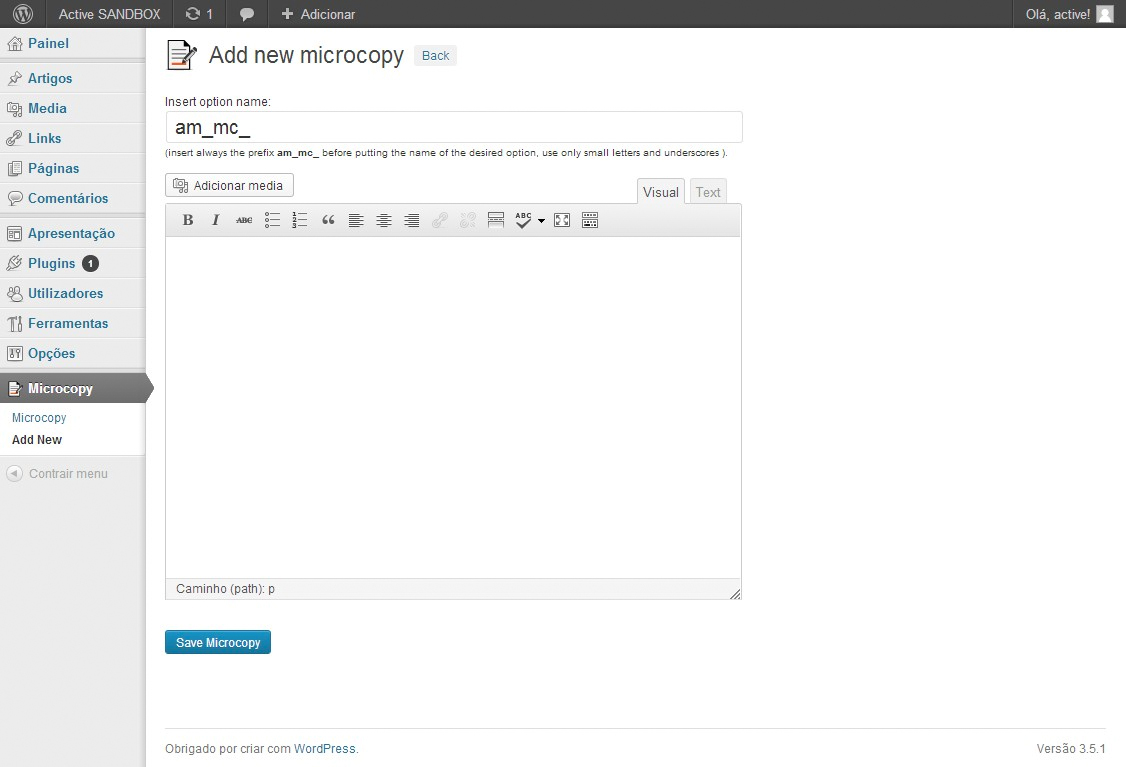 Active SANDBOX 1 Adicionar Olá, active!
Painel
Artigos
Media
Links
Páginas
Comentários
Apresentação
Plugins 1
Utilizadores
Ferramentas
Opções
Microcopy
Microcopy
Add New
Contrair menu
Add new microcopy Back
Insert option name:
am_mc_
(insert always the prefix am_mc_ before putting the name of the desired option, use only small letters and underscores ).
Adicionar media
Visual Text
B I ABC ABC
Caminho (path): p
Save Microcopy
Obrigado por criar com WordPress. Versão 3.5.1